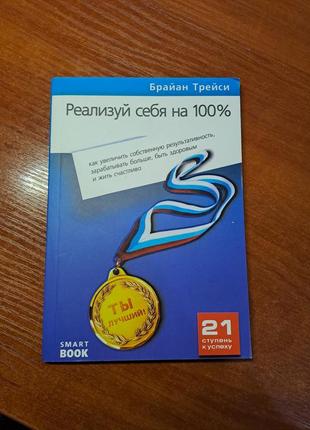 Брайан Трейси
Реализуй себя на 100%
как увеличить собственную результативность,
зарабатывать больше, быть здоровым
и жить счастливо
ТЫ
ЛУЧШИЙ!
21
ступень
к успеху
SMART
BOOK